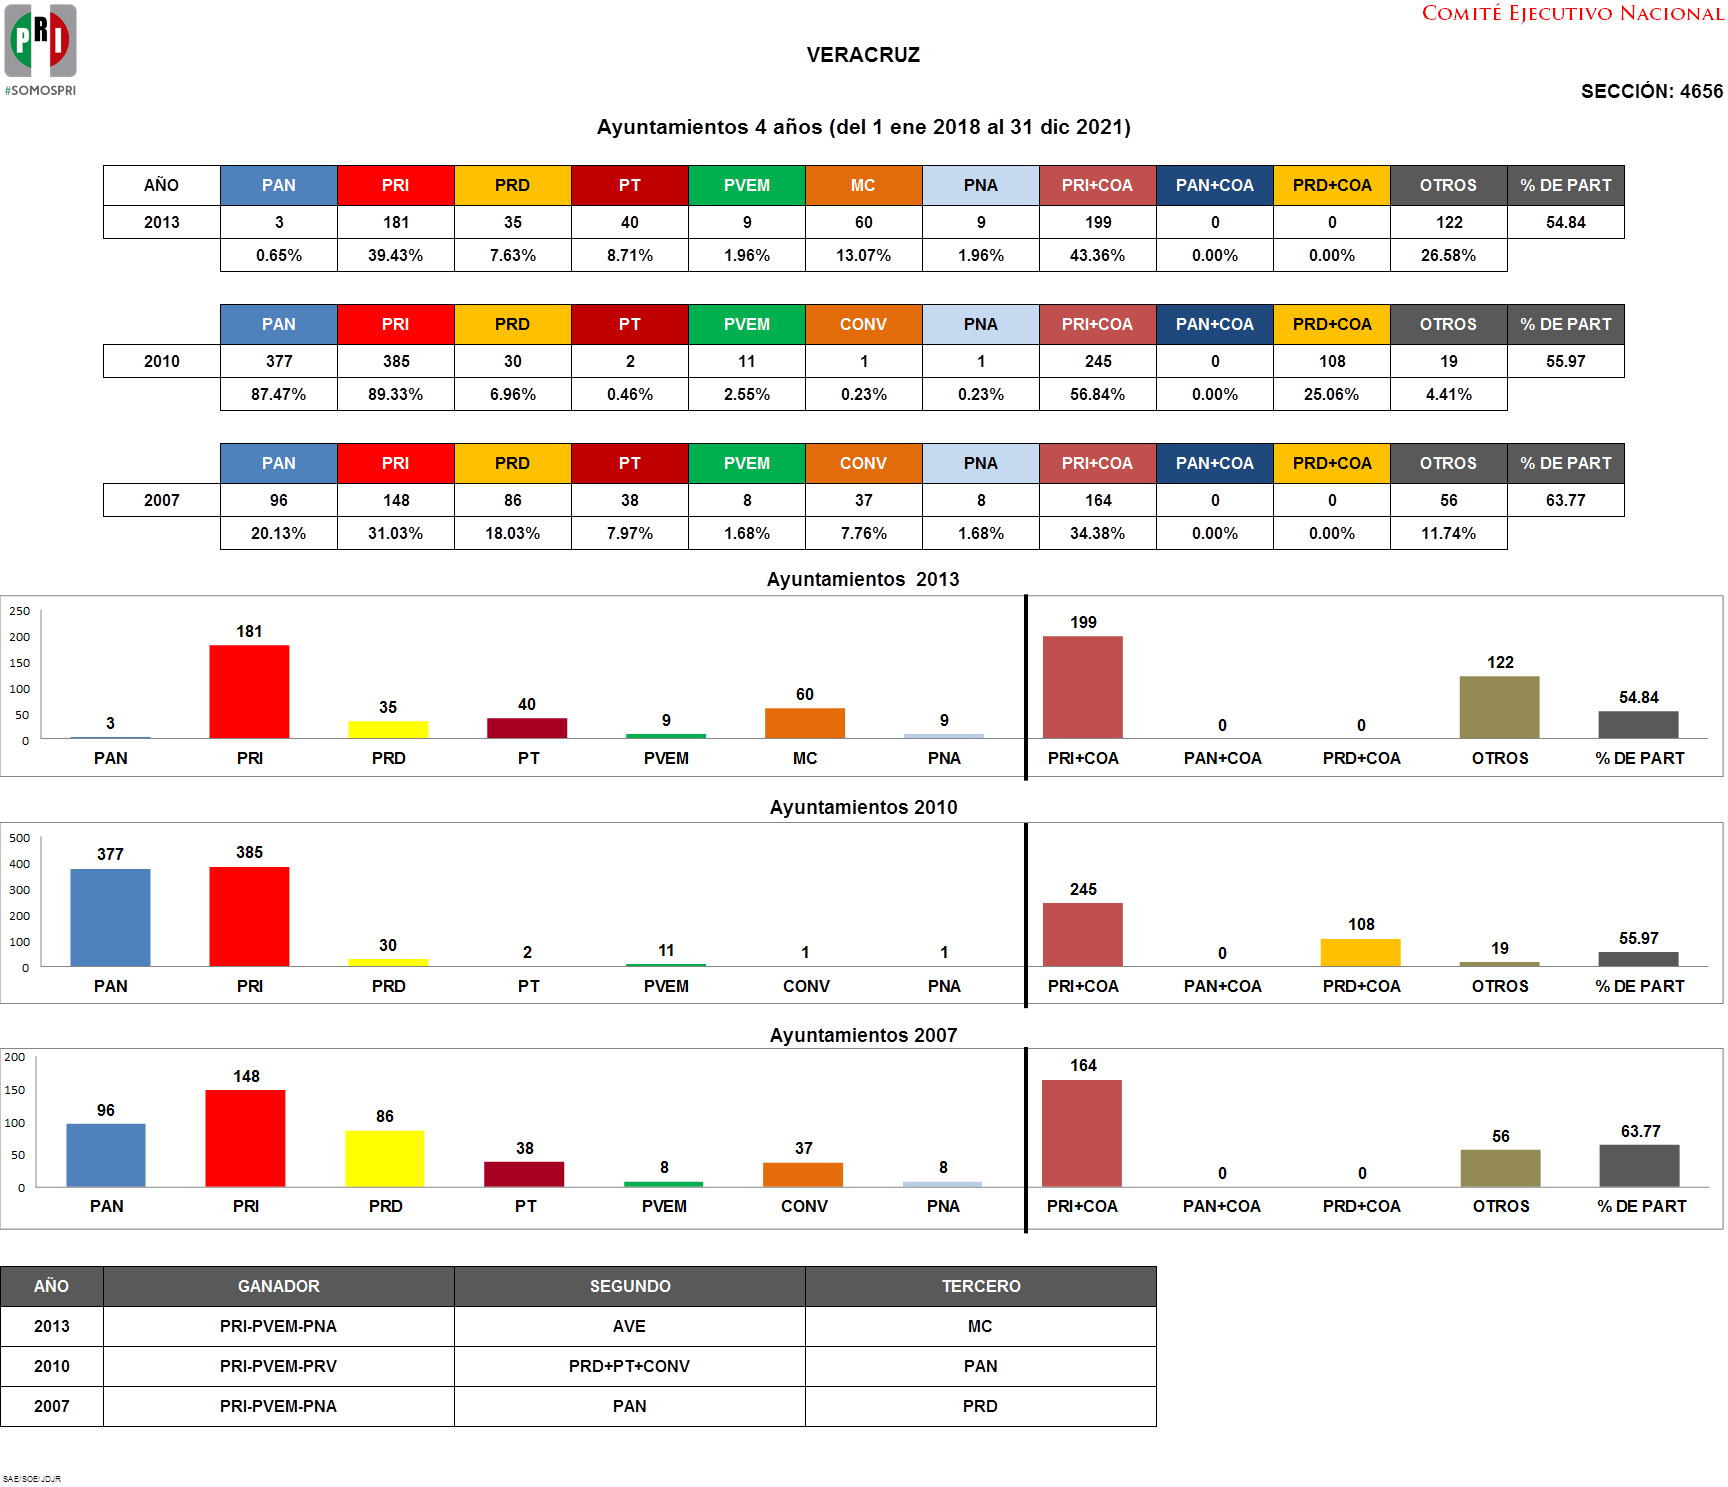 COMITÉ EJECUTIVO NACIONAL
PRI
#SOMOSPRI
VERACRUZ
SECCIÓN: 4656
Ayuntamientos 4 años (del 1 ene 2018 al 31 dic 2021)
AÑO PAN PRI PRD PT PVEM MC PNA PRI+COA PAN+COA PRD+COA OTROS % DE PART
2013 3 181 35 40 9 60 9 199 0 0 122 54.84
0.65% 39.43% 7.63% 8.71% 1.96% 13.07% 1.96% 43.36% 0.00% 0.00% 26.58%
PAN PRI PRD PT PVEM CONV PNA PRI+COA PAN+COA PRD+COA OTROS % DE PART
2010 377 385 30 2 11 1 1 245 0 108 19 55.97
87.47% 89.33% 6.96% 0.46% 2.55% 0.23% 0.23% 56.84% 0.00% 25.06% 4.41%
PAN PRI PRD PT PVEM CONV PNA PRI+COA PAN+COA PRD+COA OTROS % DE PART
2007 96 148 86 38 8 37 8 164 0 0 56 63.77
20.13% 31.03% 18.03% 7.97% 1.68% 7.76% 1.68% 34.38% 0.00% 0.00% 11.74%
Ayuntamientos 2013
250
200
150
100
50
0
3 181 35 40 9 60 9 199 0 0 122 54.84
PAN PRI PRD PT PVEM MC PNA PRI+COA PAN+COA PRD+COA OTROS % DE PART
Ayuntamientos 2010
500
400
300
200
100
0
377 385 30 2 11 1 1 245 0 108 19 55.97
PAN PRI PRD PT PVEM CONV PNA PRI+COA PAN+COA PRD+COA OTROS % DE PART
Ayuntamientos 2007
200
150
100
50
0
96 148 86 38 8 37 8 164 0 0 56 63.77
PAN PRI PRD PT PVEM CONV PNA PRI+COA PAN+COA PRD+COA OTROS % DE PART
AÑO GANADOR SEGUNDO TERCERO
2013 PRI-PVEM-PNA AVE MC
2010 PRI-PVEM-PRV PRD+PT+CONV PAN
2007 PRI-PVEM-PNA PAN PRD
SAE/SOE/JDJR